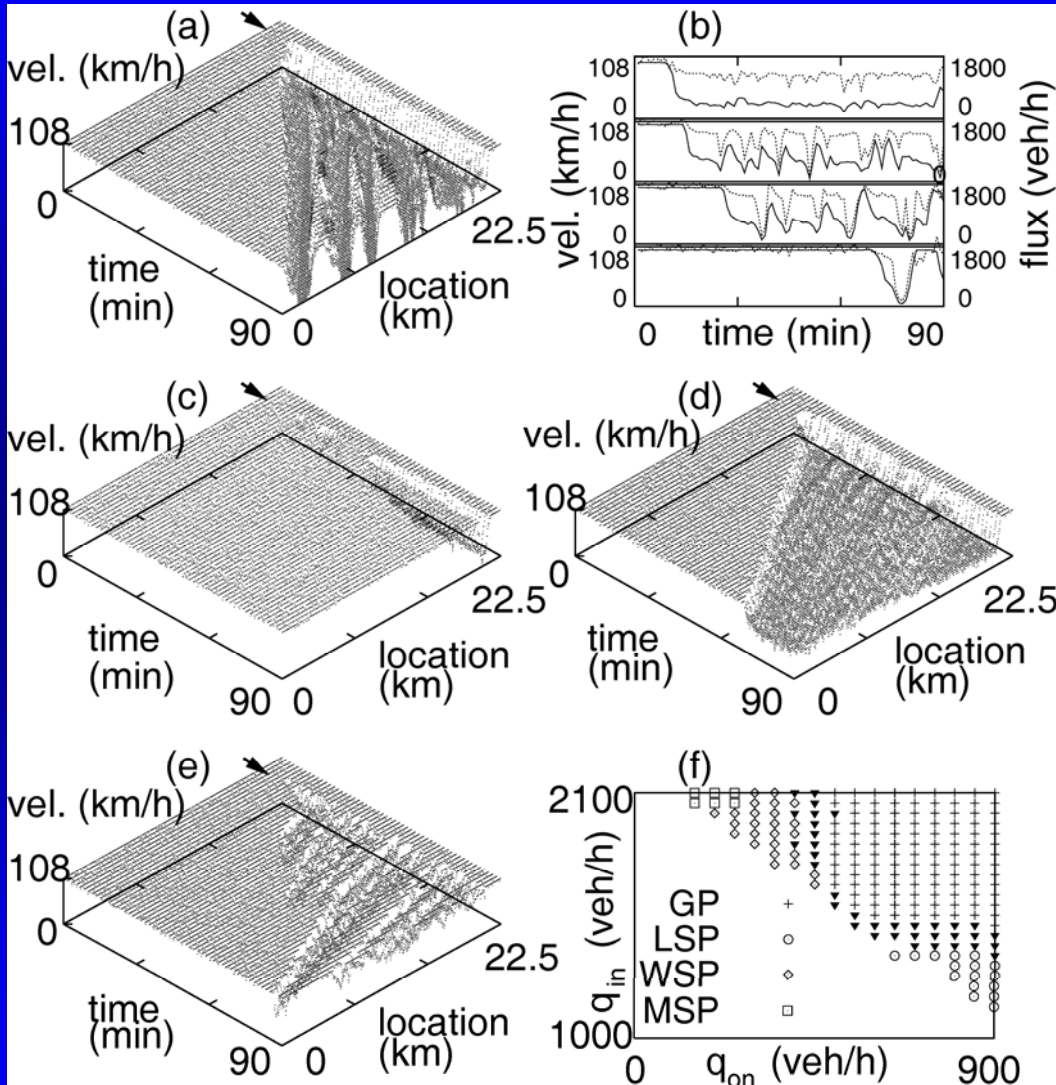 (a)
vel. (km/h)
108
0
time
(min)
90
0
location
(km)
22.5
(b)
vel. (km/h)
108
0
108
0
108
0
108
0
1800
0
1800
0
1800
0
1800
0
flux (veh/h)
0
time (min)
90
(c)
vel. (km/h)
108
0
time
(min)
90
0
location
(km)
22.5
(d)
vel. (km/h)
108
0
time
(min)
90
0
location
(km)
22.5
(e)
vel. (km/h)
108
0
time
(min)
90
0
location
(km)
22.5
(f)
2100
q_in (veh/h)
1000
GP
LSP
WSP
MSP
0
q_on (veh/h)
900